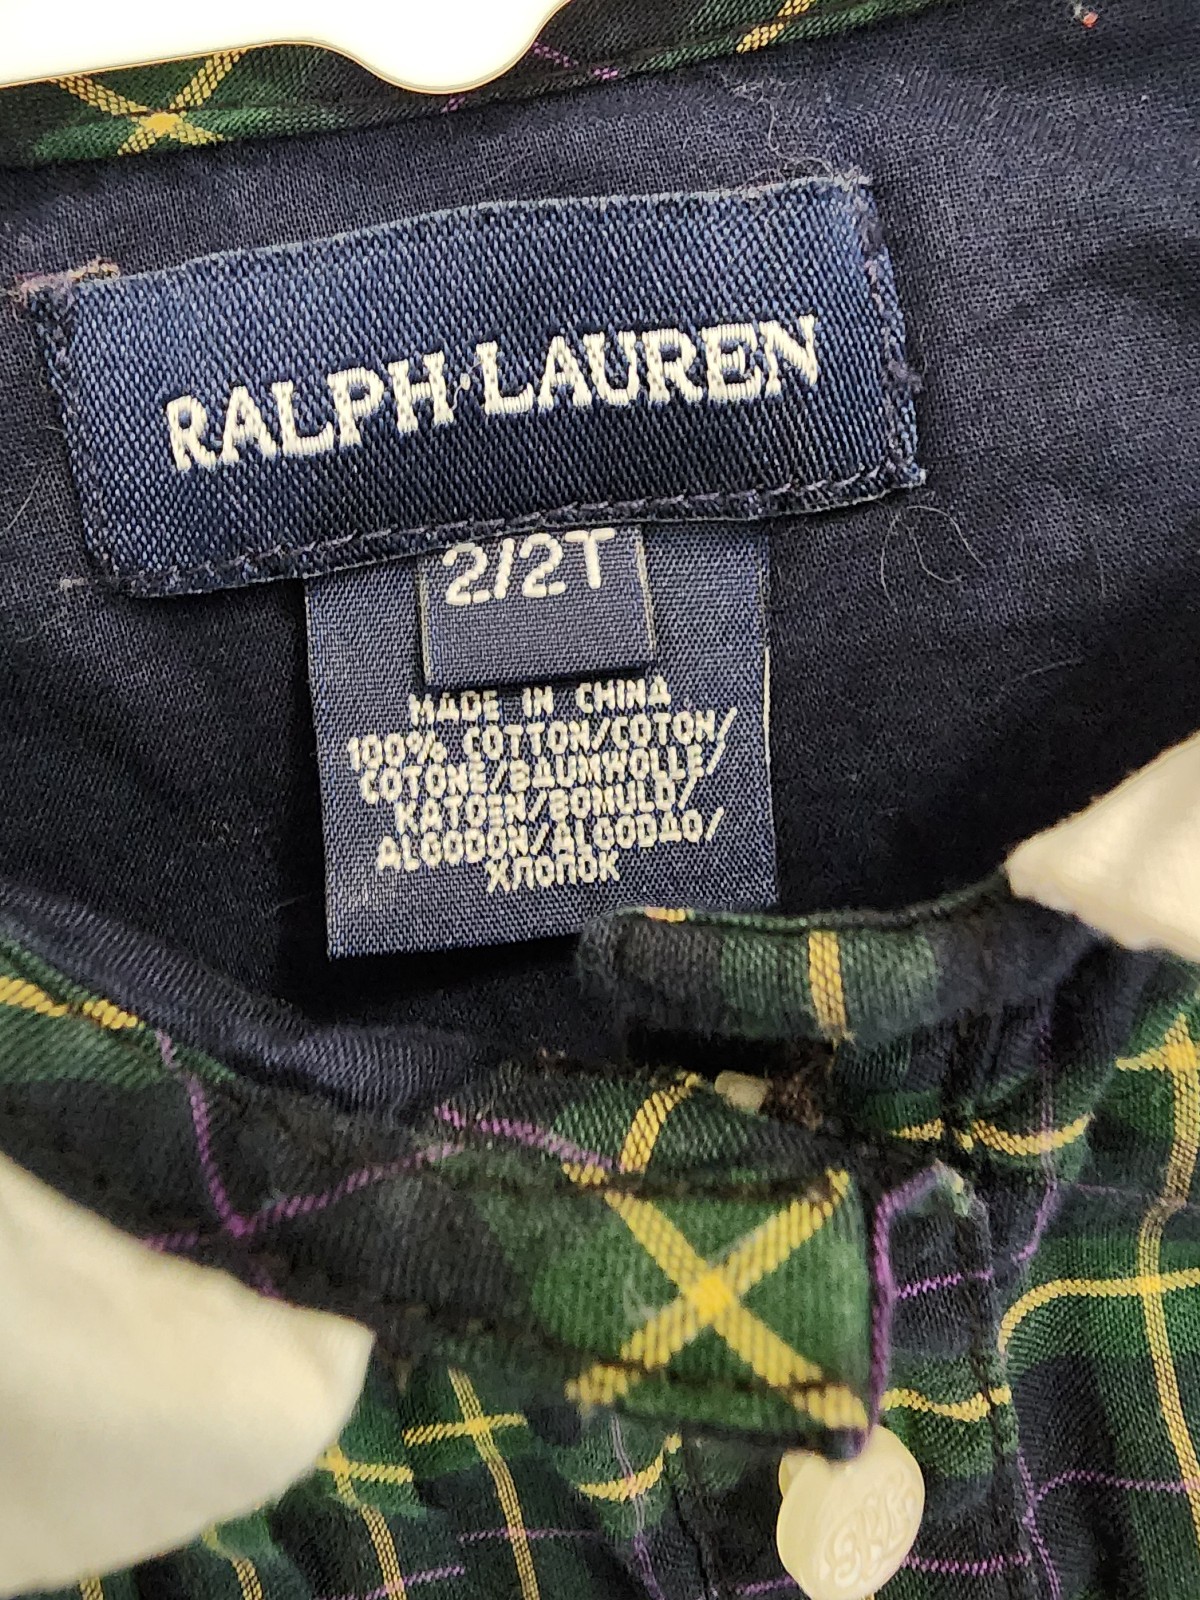 RALPH LAUREN
2/2T
MADE IN CHINA
100% COTTON/COTON/
COTONE/BAUMWOLLE/
KATOEN/BOMULD/
ALGODON/ALGODAO/
ХЛОПОК